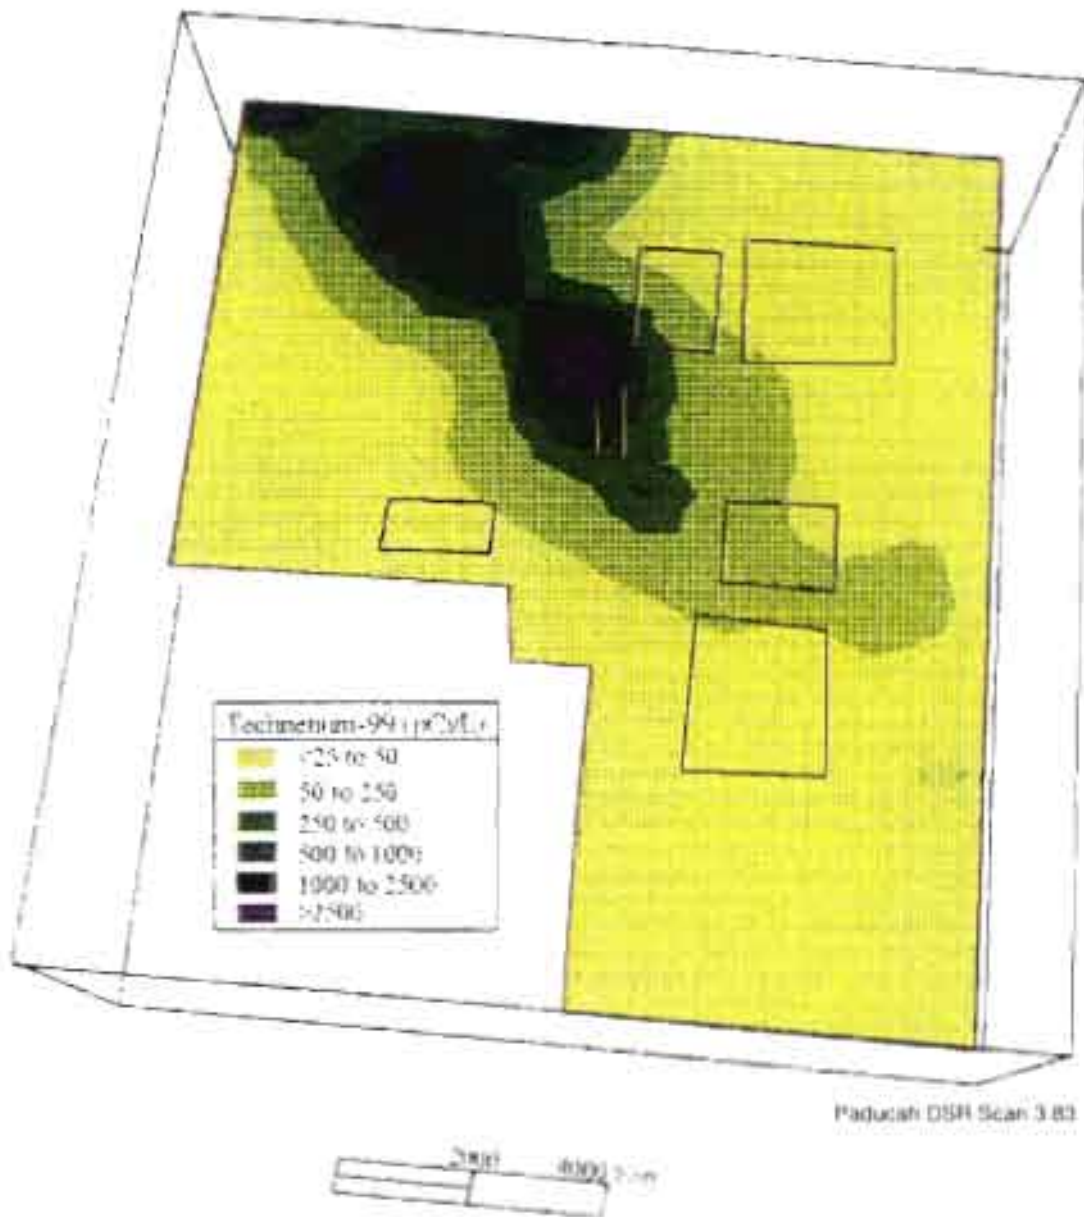 Technetium-99 (pCi/L)
<25 to 50
50 to 250
250 to 500
500 to 1000
1000 to 2500
>2500
Paducah DSR Scan 3.83
2000 4000